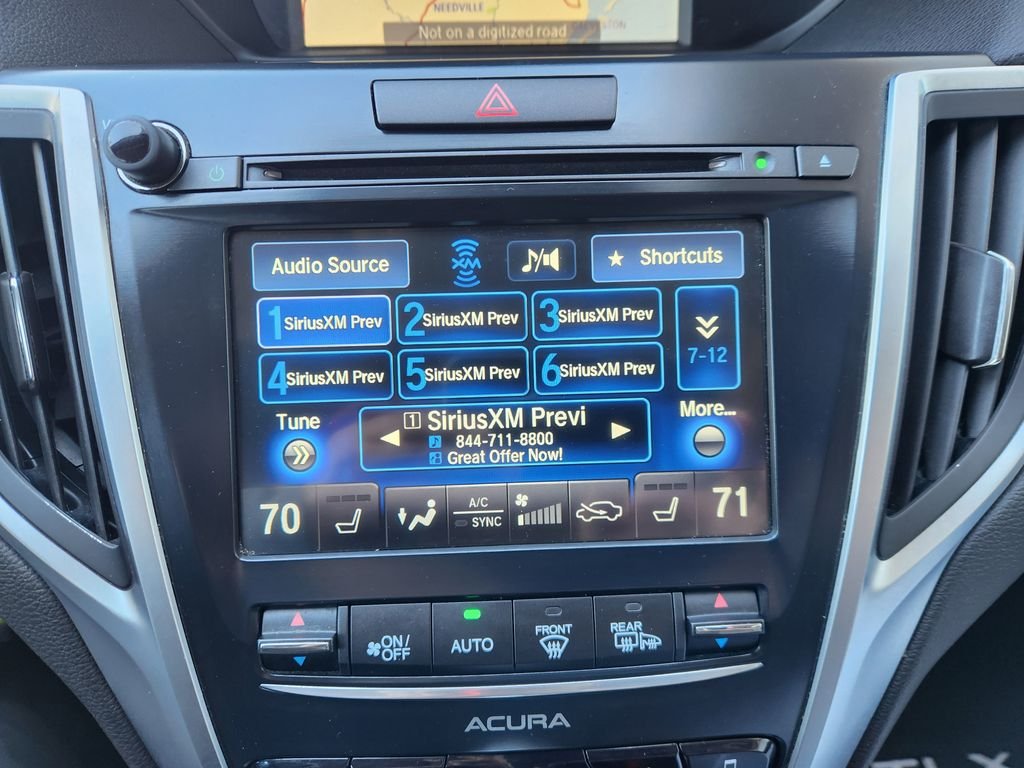 NEEDVILLE
Not on a digitized road
Audio Source
XM
Shortcuts
1 SiriusXM Prev
2 SiriusXM Prev
3 SiriusXM Prev
7-12
4 SiriusXM Prev
5 SiriusXM Prev
6 SiriusXM Prev
Tune
More...
1 SiriusXM Previ
844-711-8800
Great Offer Now!
70
A/C
SYNC
71
ON/
OFF
AUTO
FRONT
REAR
ACURA